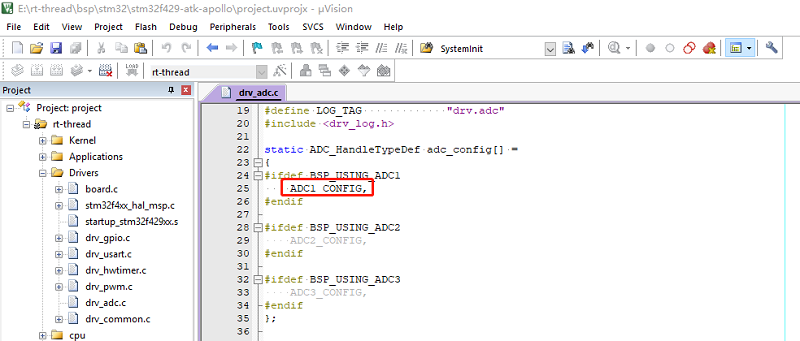 E:\rt-thread\bsp\stm32\stm32f429-atk-apollo\project.uvprojx - µVision
File Edit View Project Flash Debug Peripherals Tools SVCS Window Help
SystemInit
LOAD
rt-thread
Project
drv_adc.c
Project: project
rt-thread
Kernel
Applications
Drivers
board.c
stm32f4xx_hal_msp.c
startup_stm32f429xx.s
drv_gpio.c
drv_usart.c
drv_hwtimer.c
drv_pwm.c
drv_adc.c
drv_common.c
cpu
19 #define LOG_TAG "drv.adc"
20 #include <drv_log.h>
21
22 static ADC_HandleTypeDef adc_config[] =
23 {
24 #ifdef BSP_USING_ADC1
25 ADC1_CONFIG,
26 #endif
27
28 #ifdef BSP_USING_ADC2
29 ADC2_CONFIG,
30 #endif
31
32 #ifdef BSP_USING_ADC3
33 ADC3_CONFIG,
34 #endif
35 };
36